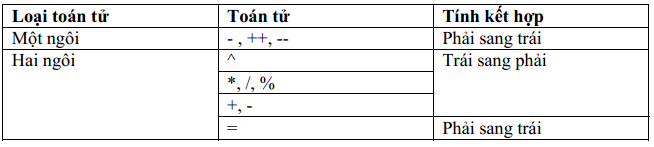 Loại toán tử Toán tử Tính kết hợp
Một ngôi - , ++, -- Phải sang trái
Hai ngôi ^ Trái sang phải
*, /, %
+, -
= Phải sang trái